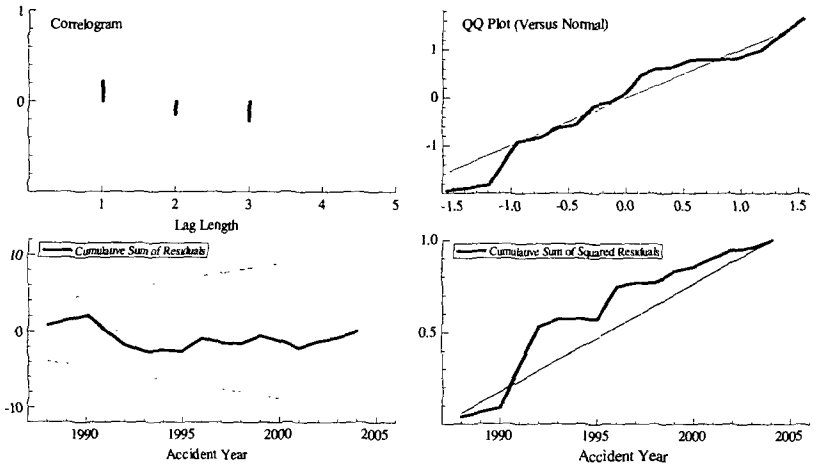 Correlogram
1
0
1 2 3 4 5
Lag Length
QQ Plot (Versus Normal)
1
0
-1
-1.5 -1.0 -0.5 0.0 0.5 1.0 1.5
Cumulative Sum of Residuals
10
0
-10
1990 1995 2000 2005
Accident Year
Cumulative Sum of Squared Residuals
1.0
0.5
1990 1995 2000 2005
Accident Year